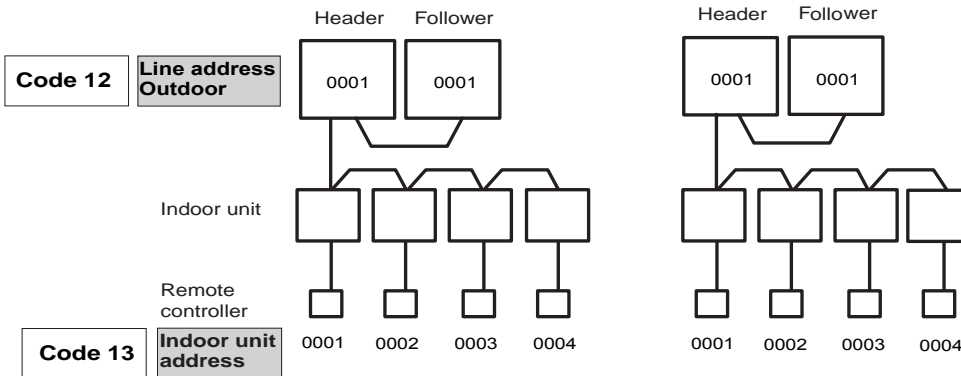 Header Follower Header Follower
Code 12 Line address
Outdoor 0001 0001 0001 0001
Indoor unit
Remote
controller
Code 13 Indoor unit
address 0001 0002 0003 0004 0001 0002 0003 0004